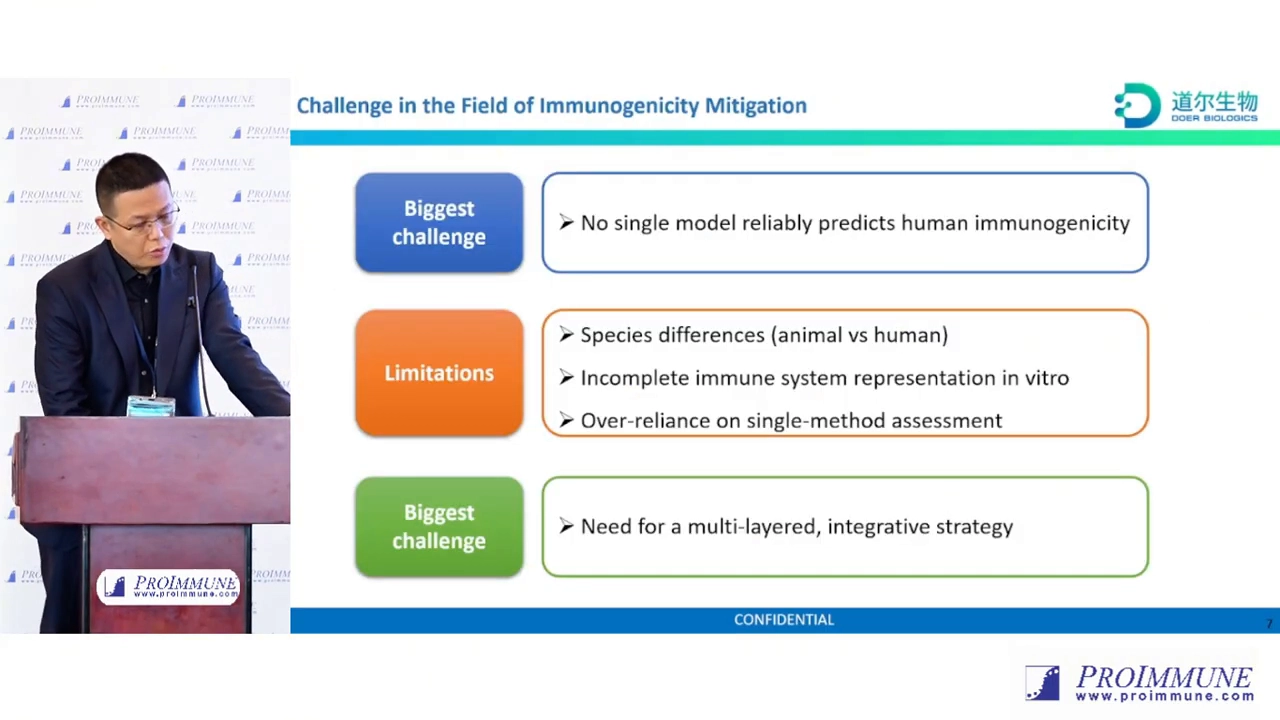 Challenge in the Field of Immunogenicity Mitigation
道尔生物
DOER BIOLOGICS
Biggest
challenge
➢ No single model reliably predicts human immunogenicity
Limitations
➢ Species differences (animal vs human)
➢ Incomplete immune system representation in vitro
➢ Over-reliance on single-method assessment
Biggest
challenge
➢ Need for a multi-layered, integrative strategy
CONFIDENTIAL
7
PROIMMUNE
www.proimmune.com
PROIMMUNE
www.proimmune.com